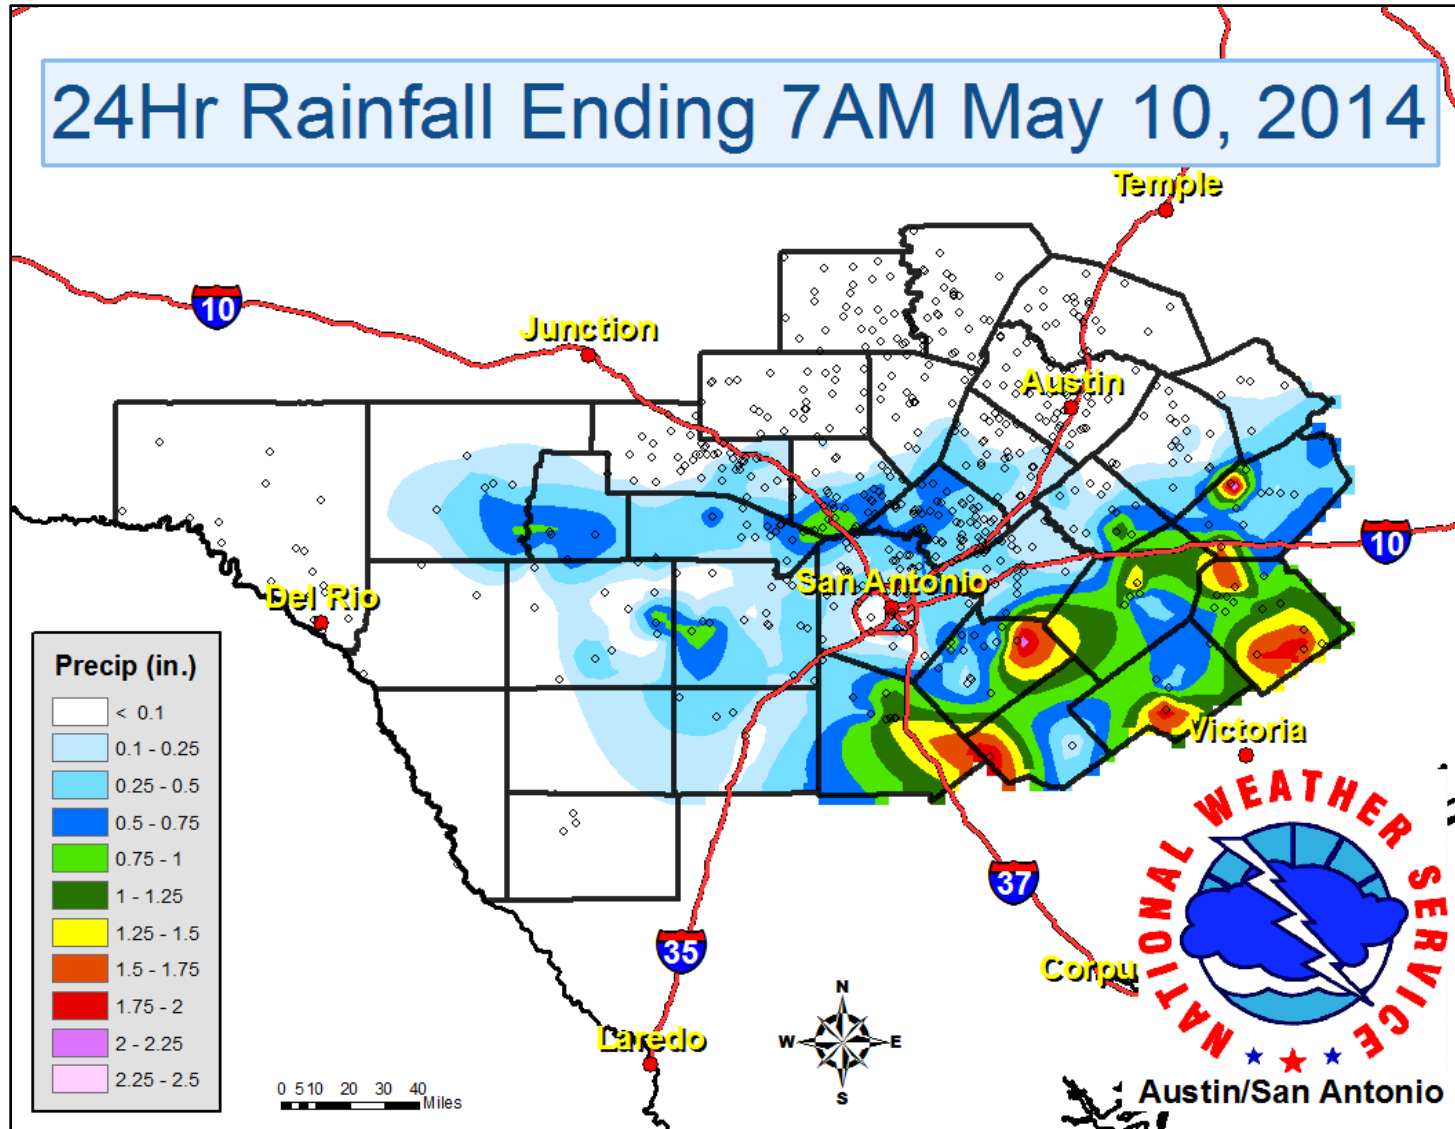 24Hr Rainfall Ending 7AM May 10, 2014
Temple
10
Junction
Austin
10
San Antonio
Del Rio
Victoria
37
35
Corpu
Laredo
Precip (in.)
< 0.1
0.1 - 0.25
0.25 - 0.5
0.5 - 0.75
0.75 - 1
1 - 1.25
1.25 - 1.5
1.5 - 1.75
1.75 - 2
2 - 2.25
2.25 - 2.5
0 5 10 20 30 40
Miles
N
W E
S
NATIONAL WEATHER SERVICE
Austin/San Antonio